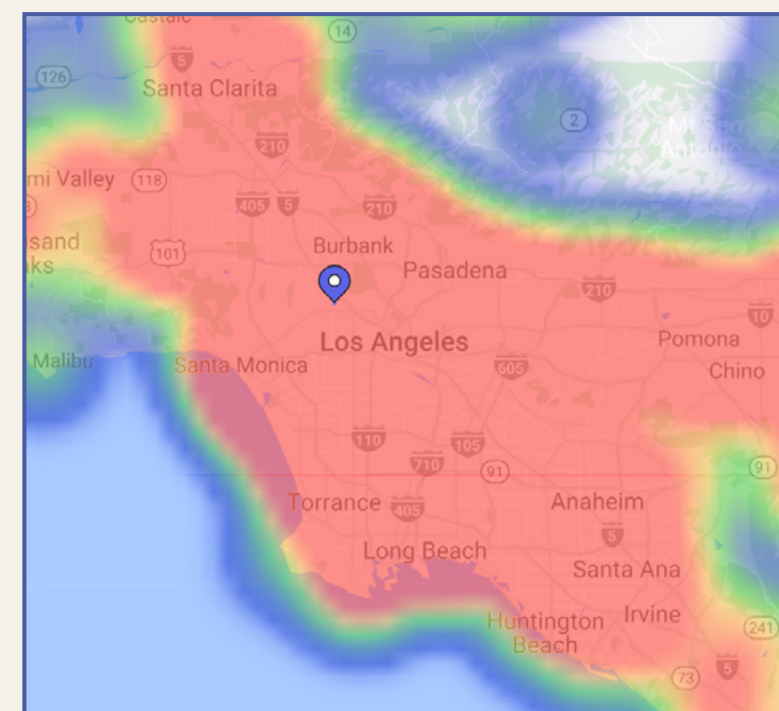 Castaic
14
5
126
Santa Clarita
2
210
Mt San
Antonio
mi Valley
118
405
5
210
sand
ks
101
Burbank
Pasadena
210
10
Los Angeles
Pomona
Malibu
Santa Monica
605
Chino
110
105
710
91
91
Torrance
405
Anaheim
5
Long Beach
Santa Ana
Huntington
Beach
Irvine
241
73
5